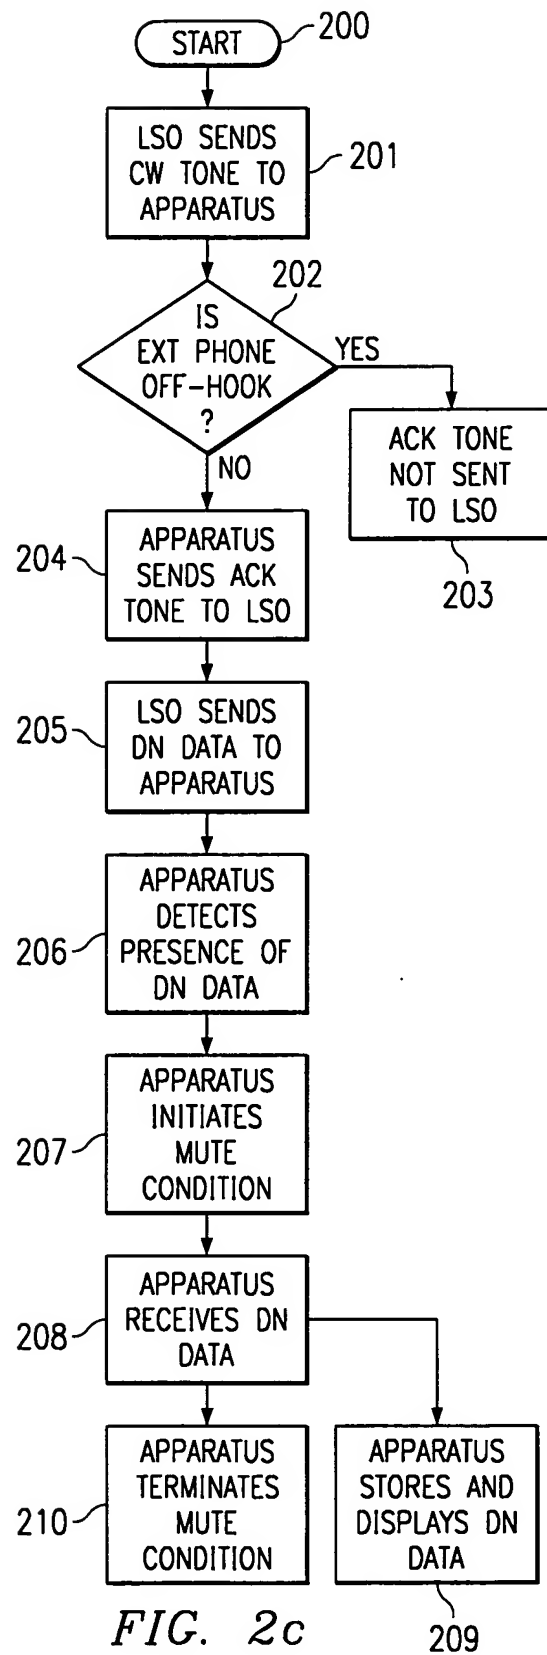 START
200
LSO SENDS
CW TONE TO
APPARATUS
201
202
IS
EXT PHONE
OFF-HOOK
?
YES
NO
ACK TONE
NOT SENT
TO LSO
203
204
APPARATUS
SENDS ACK
TONE TO LSO
205
LSO SENDS
DN DATA TO
APPARATUS
206
APPARATUS
DETECTS
PRESENCE OF
DN DATA
207
APPARATUS
INITIATES
MUTE
CONDITION
208
APPARATUS
RECEIVES DN
DATA
210
APPARATUS
TERMINATES
MUTE
CONDITION
APPARATUS
STORES AND
DISPLAYS DN
DATA
209
FIG. 2c